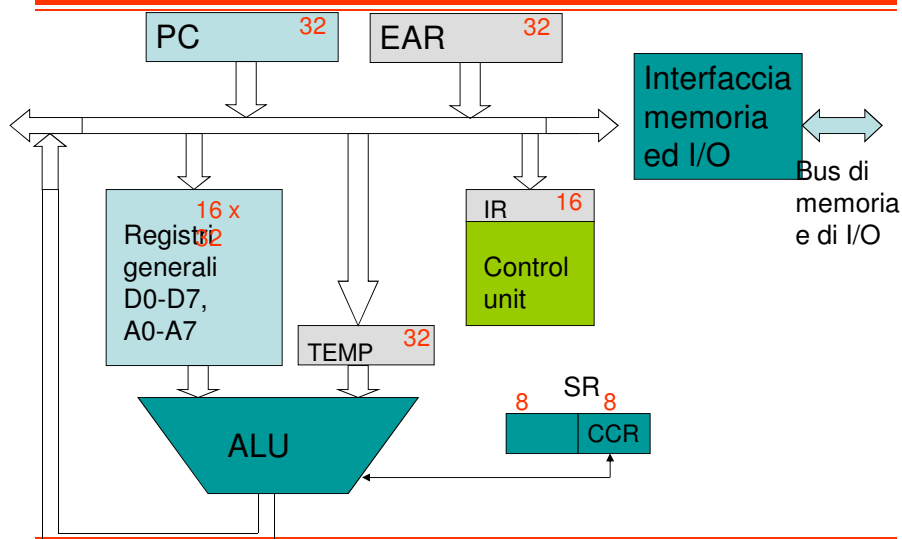 PC 32
EAR 32
Interfaccia
memoria
ed I/O
Bus di
memoria
e di I/O
16 x
32
Registri
generali
D0-D7,
A0-A7
IR 16
Control
unit
TEMP 32
SR
8 8
CCR
ALU